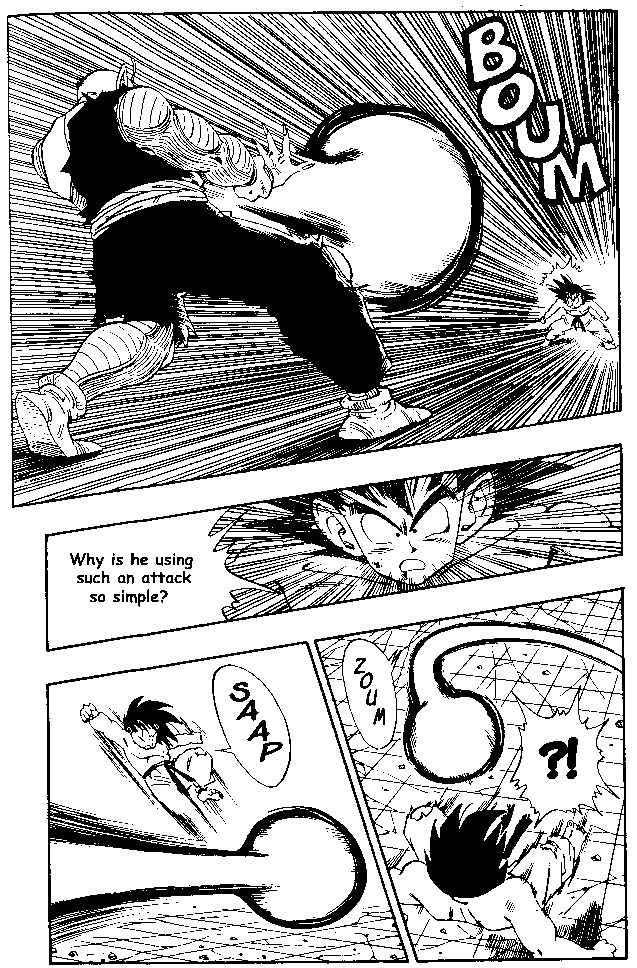 BOUM
Why is he using
such an attack
so simple?
SAAP
ZOUM
?!